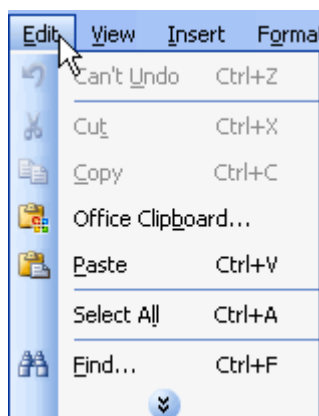 Edit View Insert Forma
Can't Undo Ctrl+Z
Cut Ctrl+X
Copy Ctrl+C
Office Clipboard...
Paste Ctrl+V
Select All Ctrl+A
Find... Ctrl+F